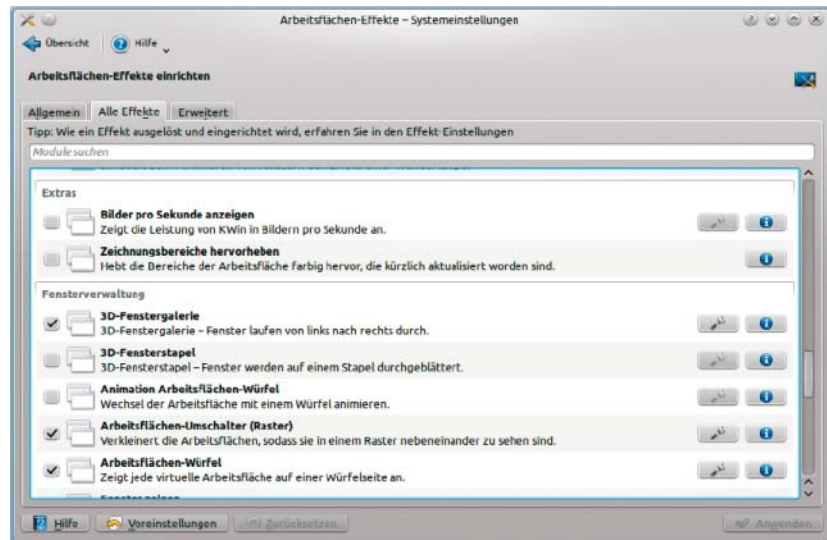 Arbeitsflächen-Effekte – Systemeinstellungen
Übersicht Hilfe
Arbeitsflächen-Effekte einrichten
Allgemein Alle Effekte Erweitert
Tipp: Wie ein Effekt ausgelöst und eingerichtet wird, erfahren Sie in den Effekt-Einstellungen
Module suchen
Extras
Bilder pro Sekunde anzeigen
Zeigt die Leistung von KWin in Bildern pro Sekunde an.
Zeichnungsbereiche hervorheben
Hebt die Bereiche der Arbeitsfläche farbig hervor, die kürzlich aktualisiert worden sind.
Fensterverwaltung
3D-Fenstergalerie
3D-Fenstergalerie – Fenster laufen von links nach rechts durch.
3D-Fensterstapel
3D-Fensterstapel – Fenster werden auf einem Stapel durchgeblättert.
Animation Arbeitsflächen-Würfel
Wechsel der Arbeitsfläche mit einem Würfel animieren.
Arbeitsflächen-Umschalter (Raster)
Verkleinert die Arbeitsflächen, sodass sie in einem Raster nebeneinander zu sehen sind.
Arbeitsflächen-Würfel
Zeigt jede virtuelle Arbeitsfläche auf einer Würfelseite an.
Hilfe Voreinstellungen Zurücksetzen Anwenden